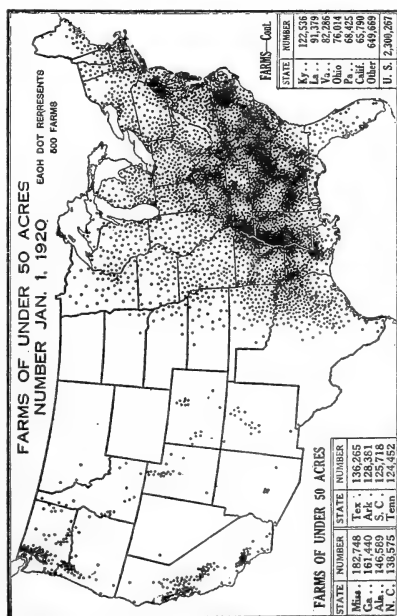 FARMS OF UNDER 50 ACRES
NUMBER JAN. 1, 1920
EACH DOT REPRESENTS
500 FARMS
FARMS OF UNDER 50 ACRES
STATE NUMBER STATE NUMBER
Miss 182,748 Tex. 136,265
Ga.. 161,440 Ark. 128,381
Ala.. 146,589 S. C. 125,718
N. C. 138,575 Tenn 124,452
FARMS—Cont.
STATE NUMBER
Ky.. 122,536
La.. 91,379
Va.. 82,286
Ohio 76,014
Pa.. 68,425
Calif. 65,790
Other 649,669
U. S. 2,300,267